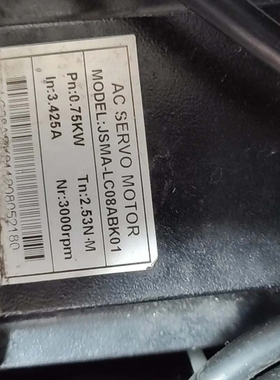 AC SERVO MOTOR
MODEL:JSMA-LC08ABK01
Pn:0.75KW Tn:2.53N·M
In:3.425A Nr:3000rpm